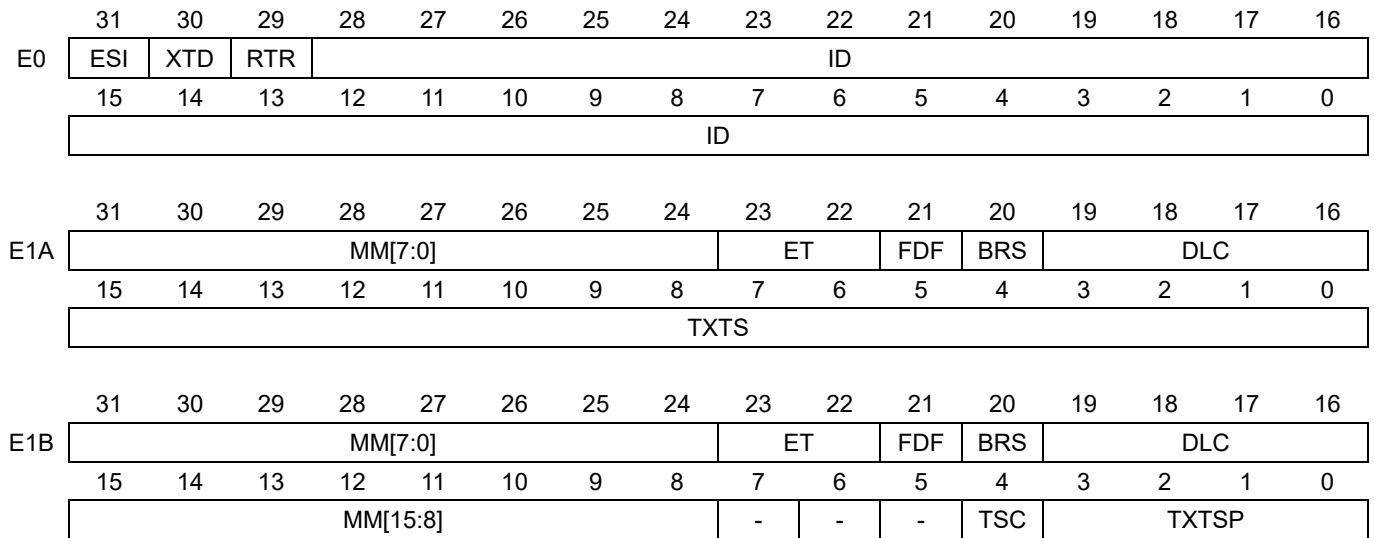 31 30 29 28 27 26 25 24 23 22 21 20 19 18 17 16
E0 ESI XTD RTR ID
15 14 13 12 11 10 9 8 7 6 5 4 3 2 1 0
ID
31 30 29 28 27 26 25 24 23 22 21 20 19 18 17 16
E1A MM[7:0] ET FDF BRS DLC
15 14 13 12 11 10 9 8 7 6 5 4 3 2 1 0
TXTS
31 30 29 28 27 26 25 24 23 22 21 20 19 18 17 16
E1B MM[7:0] ET FDF BRS DLC
15 14 13 12 11 10 9 8 7 6 5 4 3 2 1 0
MM[15:8] - - - TSC TXTSP